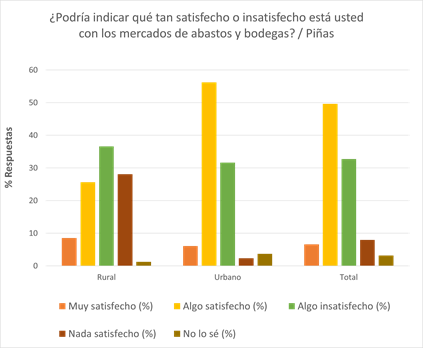 ¿Podría indicar qué tan satisfecho o insatisfecho está usted
con los mercados de abastos y bodegas? / Piñas
% Respuestas
60
50
40
30
20
10
0
Rural
Urbano
Total
Muy satisfecho (%)
Algo satisfecho (%)
Algo insatisfecho (%)
Nada satisfecho (%)
No lo sé (%)